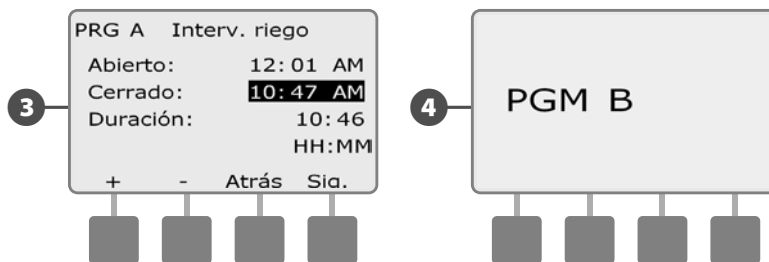 3
PRG A Interv. riego
Abierto: 12:01 AM
Cerrado: 10:47 AM
Duración: 10:46
HH:MM
+ - Atrás Sig.
4
PGM B